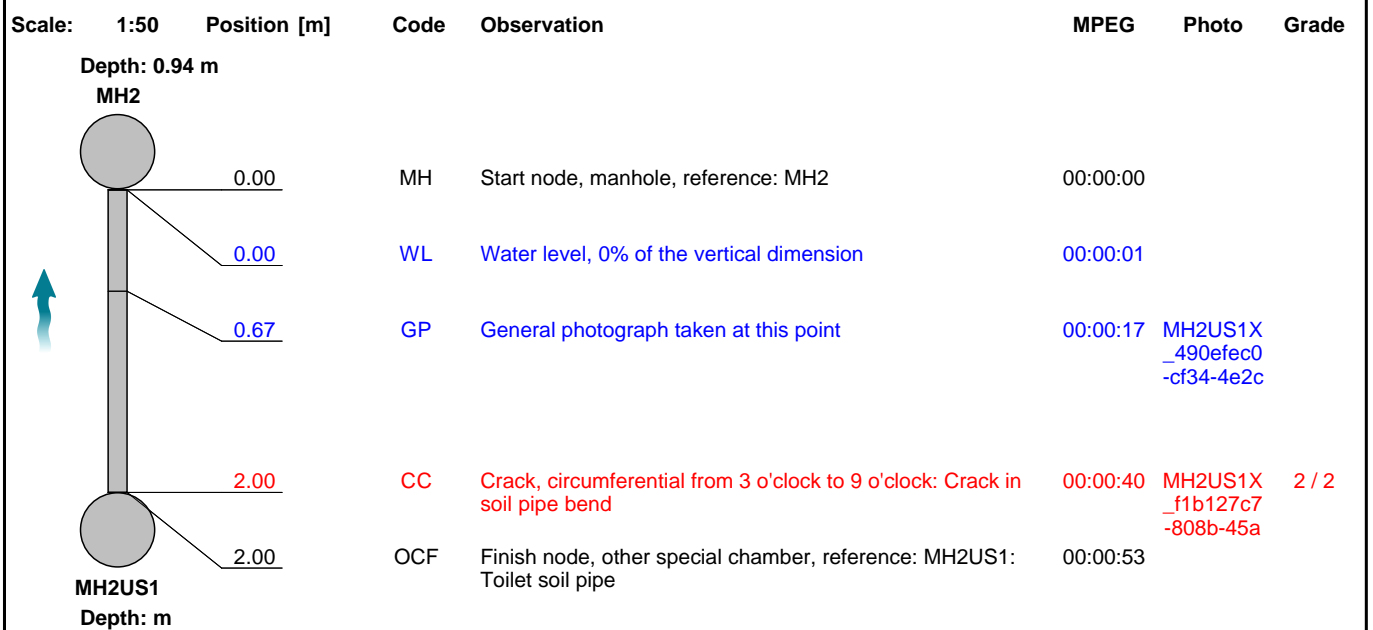 Scale: 1:50 Position [m] Code Observation MPEG Photo Grade
Depth: 0.94 m
MH2
0.00 MH Start node, manhole, reference: MH2 00:00:00
0.00 WL Water level, 0% of the vertical dimension 00:00:01
0.67 GP General photograph taken at this point 00:00:17 MH2US1X
_490efec0
-cf34-4e2c
2.00 CC Crack, circumferential from 3 o'clock to 9 o'clock: Crack in 00:00:40 MH2US1X 2 / 2
soil pipe bend _f1b127c7
-808b-45a
2.00 OCF Finish node, other special chamber, reference: MH2US1: 00:00:53
Toilet soil pipe
MH2US1
Depth: m